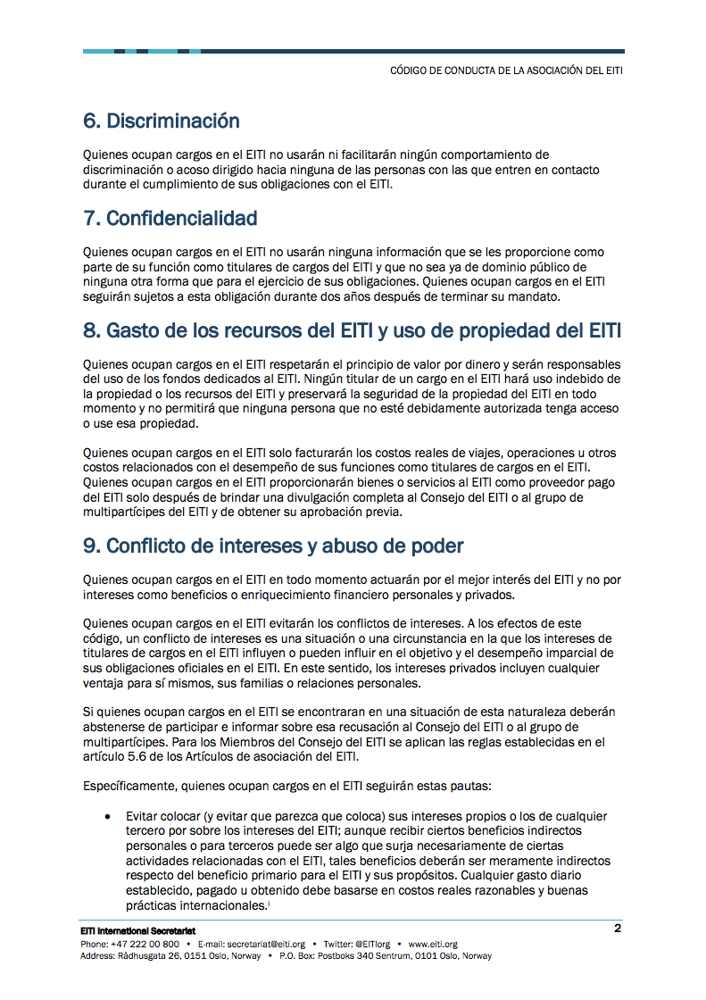 CÓDIGO DE CONDUCTA DE LA ASOCIACIÓN DEL EITI
6. Discriminación
Quienes ocupan cargos en el EITI no usarán ni facilitarán ningún comportamiento de
discriminación o acoso dirigido hacia ninguna de las personas con las que entren en contacto
durante el cumplimiento de sus obligaciones con el EITI.
7. Confidencialidad
Quienes ocupan cargos en el EITI no usarán ninguna información que se les proporcione como
parte de su función como titulares de cargos del EITI y que no sea ya de dominio público de
ninguna otra forma que para el ejercicio de sus obligaciones. Quienes ocupan cargos en el EITI
seguirán sujetos a esta obligación durante dos años después de terminar su mandato.
8. Gasto de los recursos del EITI y uso de propiedad del EITI
Quienes ocupan cargos en el EITI respetarán el principio de valor por dinero y serán responsables
del uso de los fondos dedicados al EITI. Ningún titular de un cargo en el EITI hará uso indebido de
la propiedad o los recursos del EITI y preservará la seguridad de la propiedad del EITI en todo
momento y no permitirá que ninguna persona que no esté debidamente autorizada tenga acceso
o use esa propiedad.
Quienes ocupan cargos en el EITI solo facturarán los costos reales de viajes, operaciones u otros
costos relacionados con el desempeño de sus funciones como titulares de cargos en el EITI.
Quienes ocupan cargos en el EITI proporcionarán bienes o servicios al EITI como proveedor pago
del EITI solo después de brindar una divulgación completa al Consejo del EITI o al grupo de
multipartícipes del EITI y de obtener su aprobación previa.
9. Conflicto de intereses y abuso de poder
Quienes ocupan cargos en el EITI en todo momento actuarán por el mejor interés del EITI y no por
intereses como beneficios o enriquecimiento financiero personales y privados.
Quienes ocupan cargos en el EITI evitarán los conflictos de intereses. A los efectos de este
código, un conflicto de intereses es una situación o una circunstancia en la que los intereses de
titulares de cargos en el EITI influyen o pueden influir en el objetivo y el desempeño imparcial de
sus obligaciones oficiales en el EITI. En este sentido, los intereses privados incluyen cualquier
ventaja para sí mismos, sus familias o relaciones personales.
Si quienes ocupan cargos en el EITI se encontraran en una situación de esta naturaleza deberán
abstenerse de participar e informar sobre esa recusación al Consejo del EITI o al grupo de
multipartícipes. Para los Miembros del Consejo del EITI se aplican las reglas establecidas en el
artículo 5.6 de los Artículos de asociación del EITI.
Específicamente, quienes ocupan cargos en el EITI seguirán estas pautas:
• Evitar colocar (y evitar que parezca que coloca) sus intereses propios o los de cualquier
tercero por sobre los intereses del EITI; aunque recibir ciertos beneficios indirectos
personales o para terceros puede ser algo que surja necesariamente de ciertas
actividades relacionadas con el EITI, tales beneficios deberán ser meramente indirectos
respecto del beneficio primario para el EITI y sus propósitos. Cualquier gasto diario
establecido, pagado u obtenido debe basarse en costos reales razonables y buenas
prácticas internacionales.i
EITI International Secretariat 2
Phone: +47 222 00 800 • E-mail: secretariat@eiti.org • Twitter: @EITIorg • www.eiti.org
Address: Rådhusgata 26, 0151 Oslo, Norway • P.O. Box: Postboks 340 Sentrum, 0101 Oslo, Norway